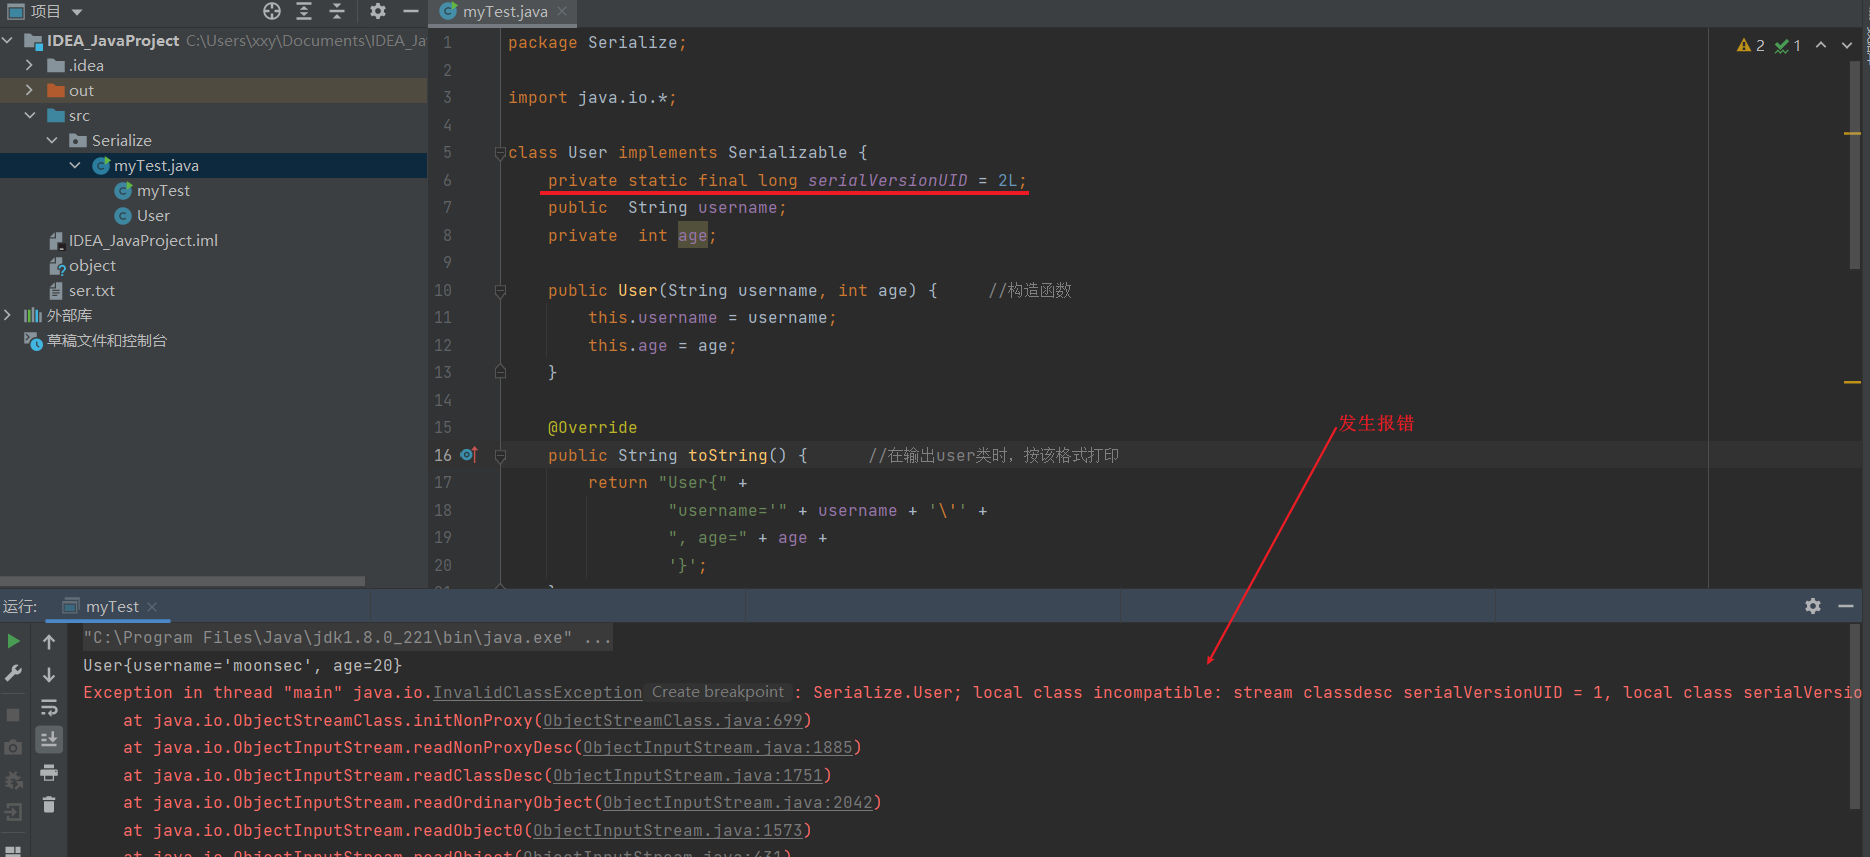 项目
myTest.java
IDEA_JavaProject C:\Users\xxy\Documents\IDEA_Ja
.idea
out
src
Serialize
myTest.java
myTest
User
IDEA_JavaProject.iml
object
ser.txt
外部库
草稿文件和控制台
2 1
1 package Serialize;
2
3 import java.io.*;
4
5 class User implements Serializable {
6 private static final long serialVersionUID = 2L;
7 public  String username;
8 private  int age;
9
10 public User(String username, int age) {     //构造函数
11 this.username = username;
12 this.age = age;
13 }
14
15 @Override
16 public String toString() {      //在输出user类时，按该格式打印
17 return "User{" +
18 "username='" + username + '\'' +
19 ", age=" + age +
20 '}';
发生报错
运行: myTest
"C:\Program Files\Java\jdk1.8.0_221\bin\java.exe" ...
User{username='moonsec', age=20}
Exception in thread "main" java.io.InvalidClassException Create breakpoint : Serialize.User; local class incompatible: stream classdesc serialVersionUID = 1, local class serialVersio
at java.io.ObjectStreamClass.initNonProxy(ObjectStreamClass.java:699)
at java.io.ObjectInputStream.readNonProxyDesc(ObjectInputStream.java:1885)
at java.io.ObjectInputStream.readClassDesc(ObjectInputStream.java:1751)
at java.io.ObjectInputStream.readOrdinaryObject(ObjectInputStream.java:2042)
at java.io.ObjectInputStream.readObject0(ObjectInputStream.java:1573)
at java.io.ObjectInputStream.readObject(ObjectInputStream.java:431)